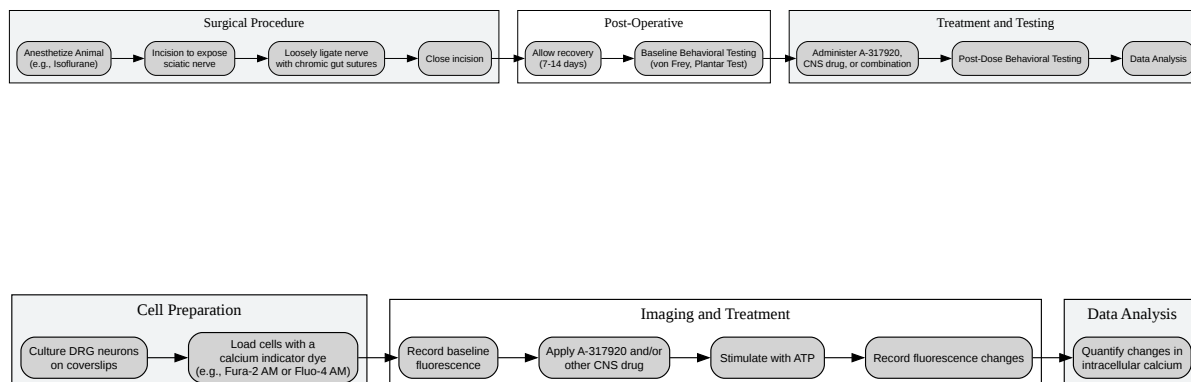 Surgical Procedure
Anesthetize Animal
(e.g., Isoflurane)
Incision to expose
sciatic nerve
Loosely ligate nerve
with chromic gut sutures
Close incision
Post-Operative
Allow recovery
(7-14 days)
Baseline Behavioral Testing
(von Frey, Plantar Test)
Treatment and Testing
Administer A-317920,
CNS drug, or combination
Post-Dose Behavioral Testing
Data Analysis
Cell Preparation
Culture DRG neurons
on coverslips
Load cells with a
calcium indicator dye
(e.g., Fura-2 AM or Fluo-4 AM)
Imaging and Treatment
Record baseline
fluorescence
Apply A-317920 and/or
other CNS drug
Stimulate with ATP
Record fluorescence changes
Data Analysis
Quantify changes in
intracellular calcium